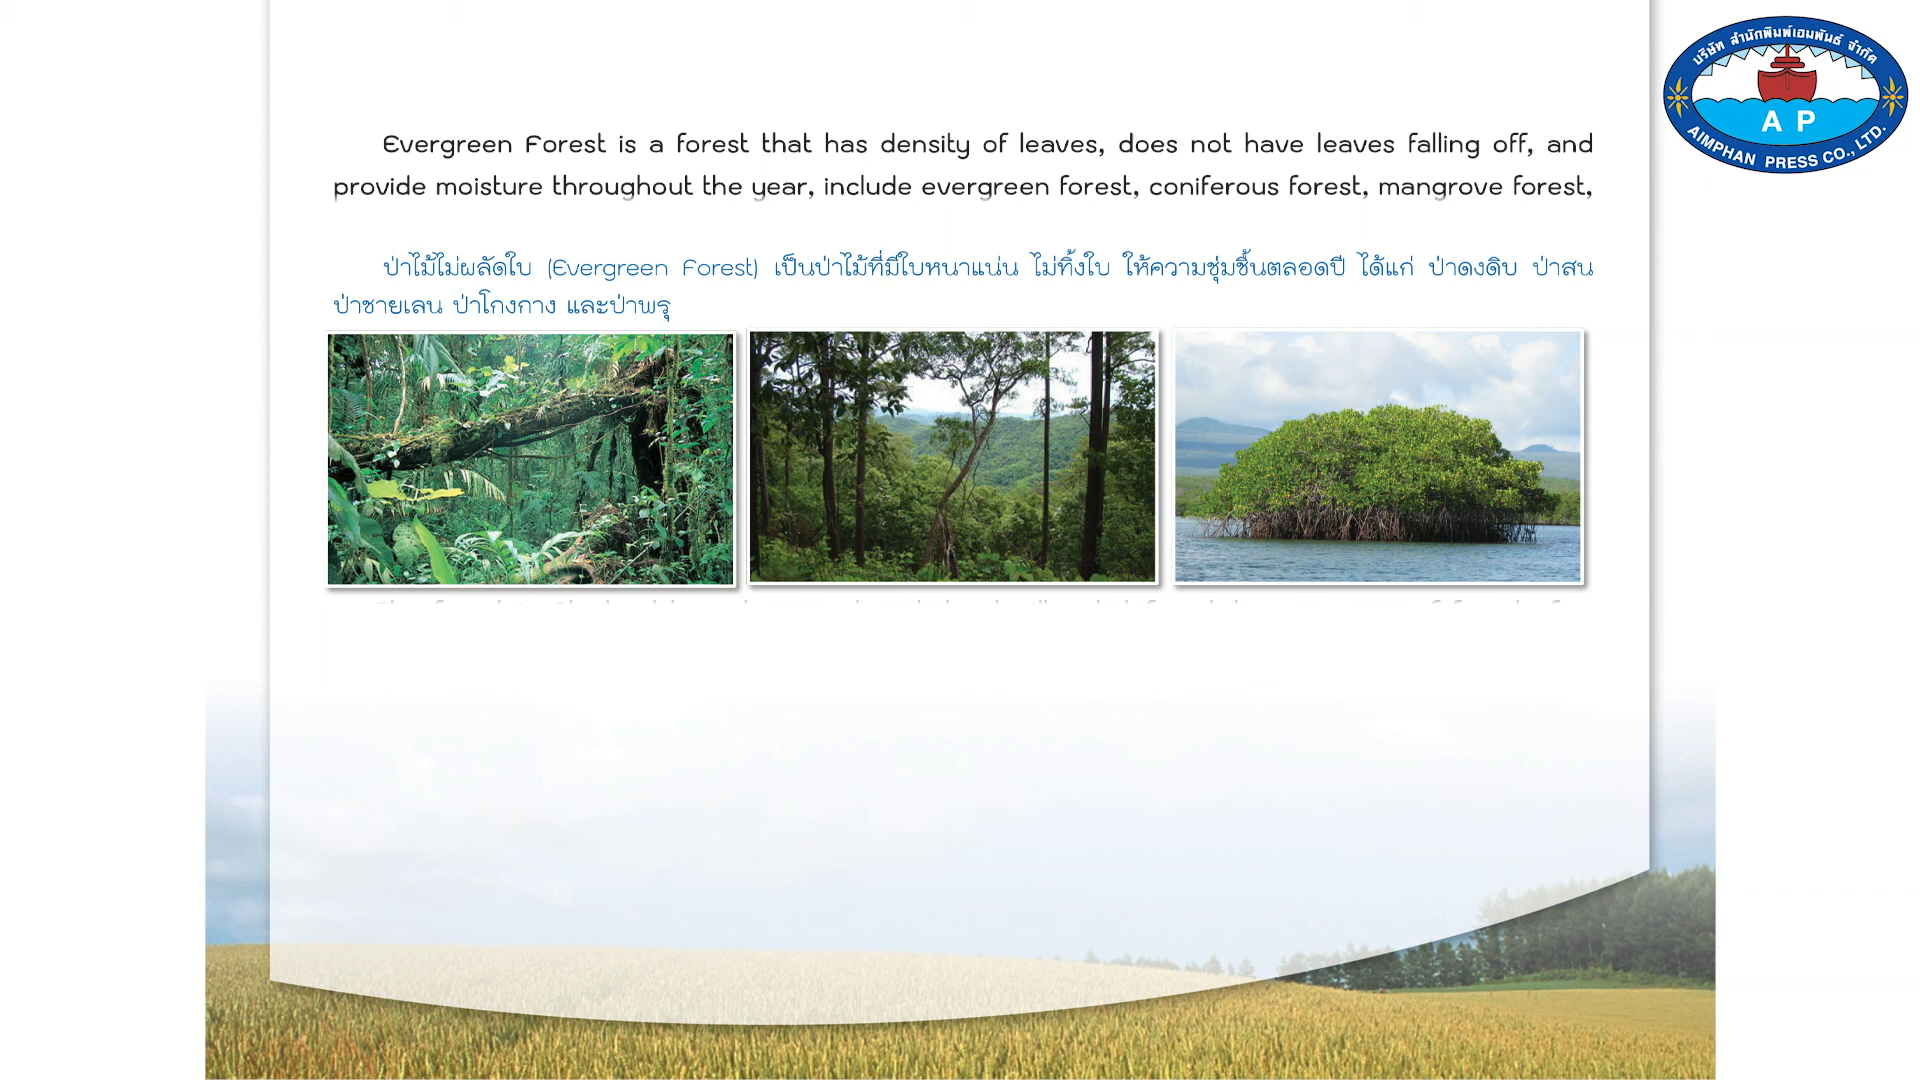 บริษัท สำนักพิมพ์เอมพันธ์ จำกัด
A P
AIMPHAN PRESS CO., LTD.
Evergreen Forest is a forest that has density of leaves, does not have leaves falling off, and
provide moisture throughout the year, include evergreen forest, coniferous forest, mangrove forest,
ป่าไม้ไม่ผลัดใบ (Evergreen Forest) เป็นป่าไม้ที่มีใบหนาแน่น ไม่ทิ้งใบ ให้ความชุ่มชื้นตลอดปี ได้แก่ ป่าดงดิบ ป่าสน
ป่าชายเลน ป่าโกงกาง และป่าพรุ